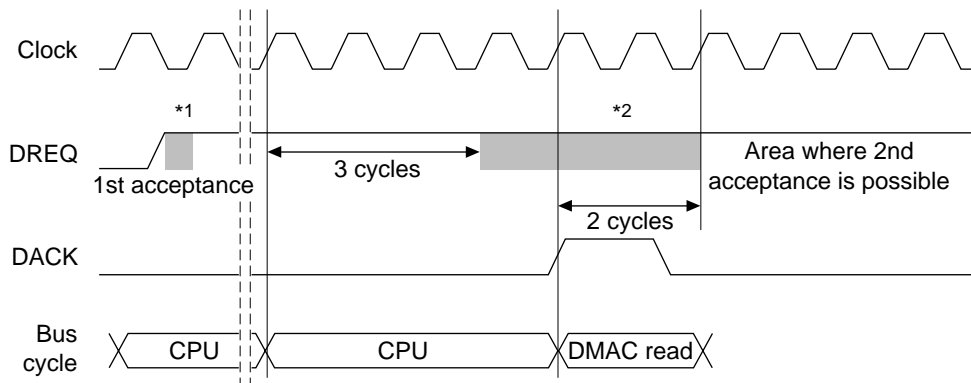 Clock
*1
*2
DREQ
3 cycles
Area where 2nd
acceptance is possible
1st acceptance
2 cycles
DACK
Bus
cycle
CPU
CPU
DMAC read